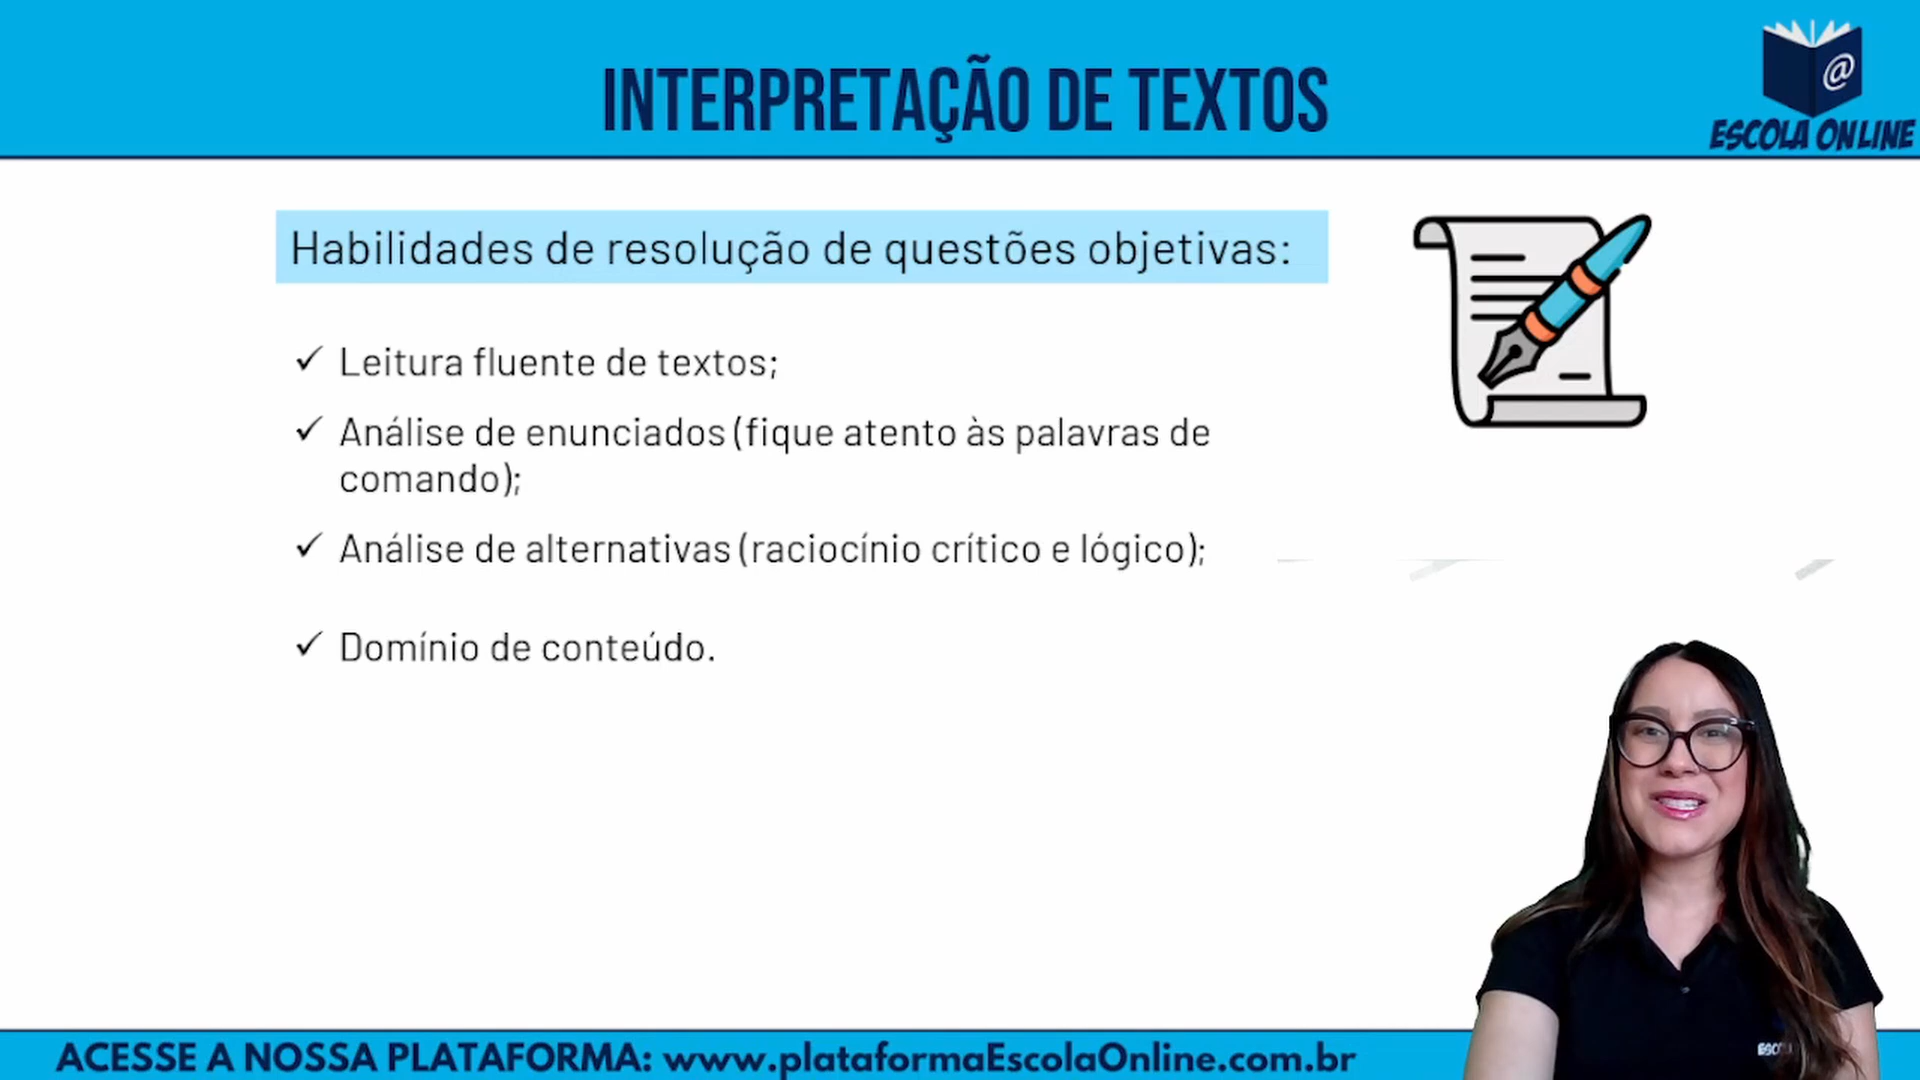 INTERPRETAÇÃO DE TEXTOS
@
ESCOLA ONLINE
Habilidades de resolução de questões objetivas:
✓ Leitura fluente de textos;
✓ Análise de enunciados (fique atento às palavras de
comando);
✓ Análise de alternativas (raciocínio crítico e lógico);
✓ Domínio de conteúdo.
ACESSE A NOSSA PLATAFORMA: www.plataformaEscolaOnline.com.br